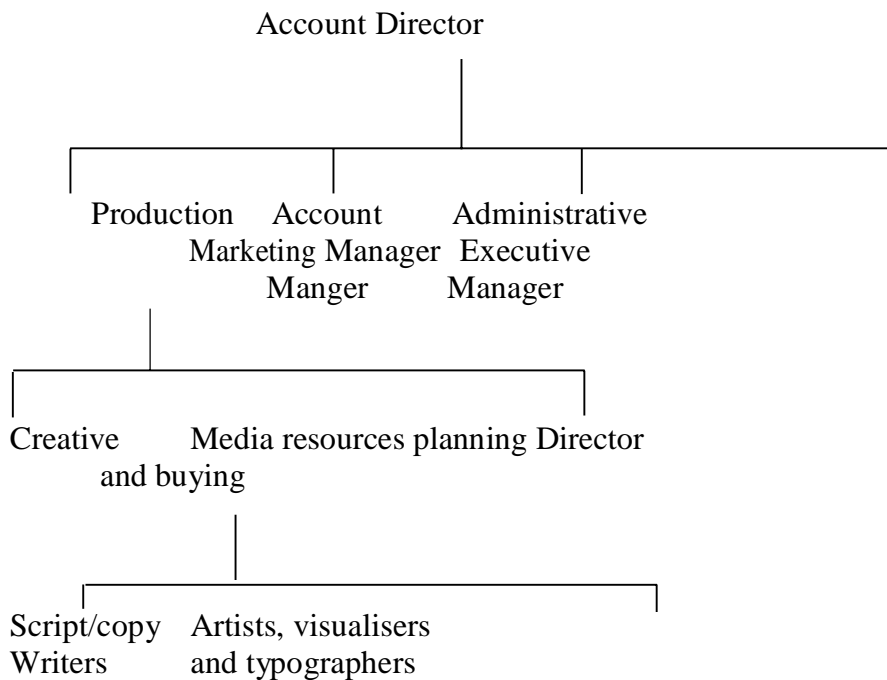 Account Director
Production Account Administrative
Marketing Manager Executive
Manger Manager
Creative Media resources planning Director
and buying
Script/copy Artists, visualisers
Writers and typographers